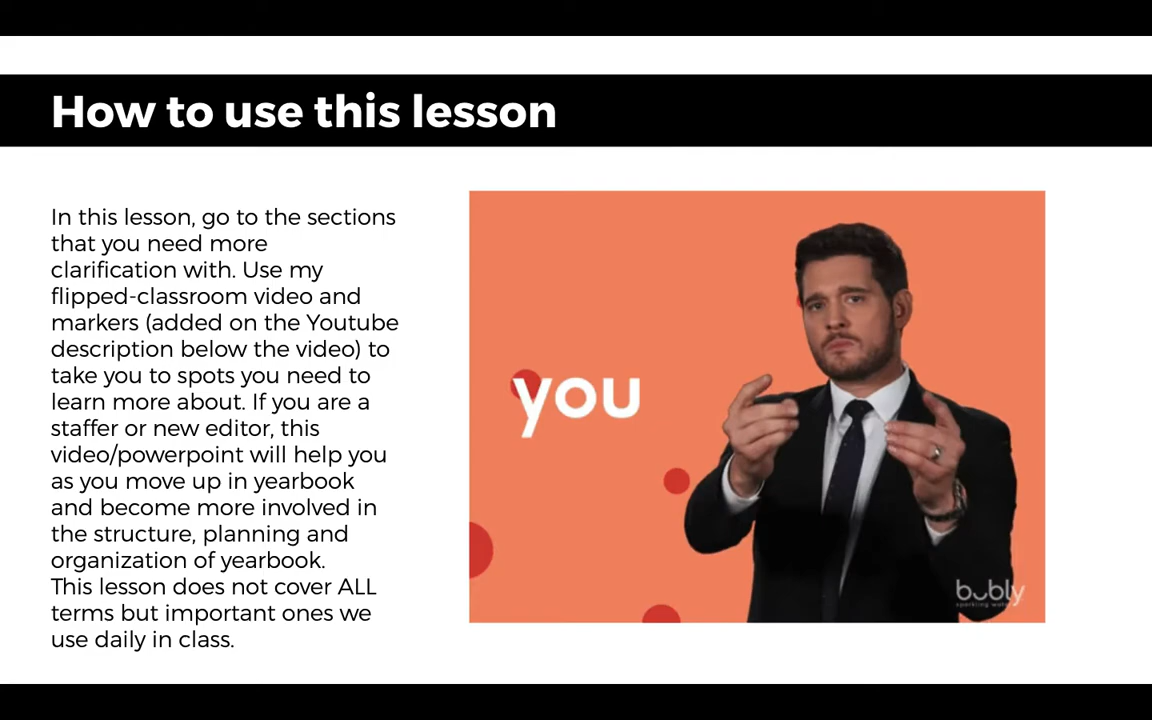 How to use this lesson
In this lesson, go to the sections
that you need more
clarification with. Use my
flipped-classroom video and
markers (added on the Youtube
description below the video) to
take you to spots you need to
learn more about. If you are a
staffer or new editor, this
video/powerpoint will help you
as you move up in yearbook
and become more involved in
the structure, planning and
organization of yearbook.
This lesson does not cover ALL
terms but important ones we
use daily in class.
you
bubly
sparkling water